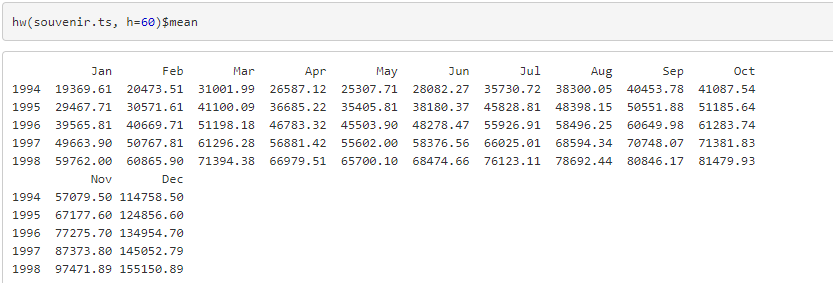 hw(souvenir.ts, h=60)$mean
Jan Feb Mar Apr May Jun Jul Aug Sep Oct
1994 19369.61 20473.51 31001.99 26587.12 25307.71 28082.27 35730.72 38300.05 40453.78 41087.54
1995 29467.71 30571.61 41100.09 36685.22 35405.81 38180.37 45828.81 48398.15 50551.88 51185.64
1996 39565.81 40669.71 51198.18 46783.32 45503.90 48278.47 55926.91 58496.25 60649.98 61283.74
1997 49663.90 50767.81 61296.28 56881.42 55602.00 58376.56 66025.01 68594.34 70748.07 71381.83
1998 59762.00 60865.90 71394.38 66979.51 65700.10 68474.66 76123.11 78692.44 80846.17 81479.93
Nov Dec
1994 57079.50 114758.50
1995 67177.60 124856.60
1996 77275.70 134954.70
1997 87373.80 145052.79
1998 97471.89 155150.89